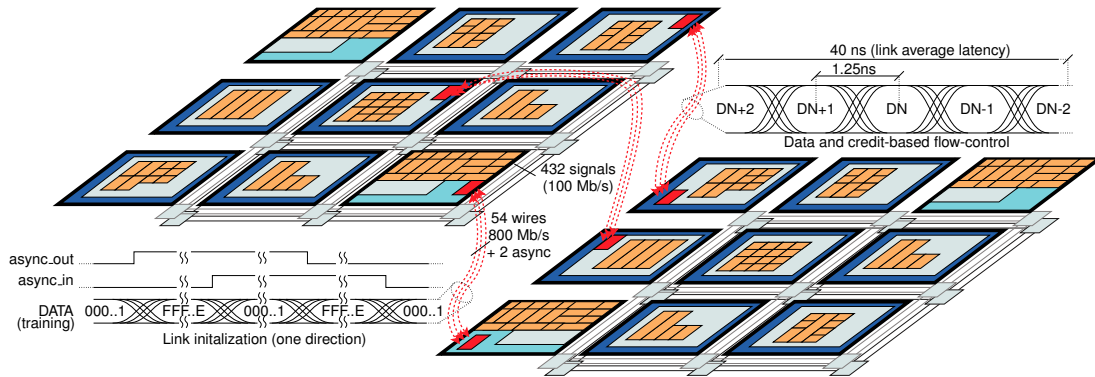 40 ns (link average latency)
1.25ns
DN+2 DN+1 DN DN-1 DN-2
Data and credit-based flow-control
432 signals
(100 Mb/s)
54 wires
800 Mb/s
+ 2 async
async_out
async_in
DATA
(training)
000..1 FFF..E 000..1 FFF..E 000..1
Link initalization (one direction)